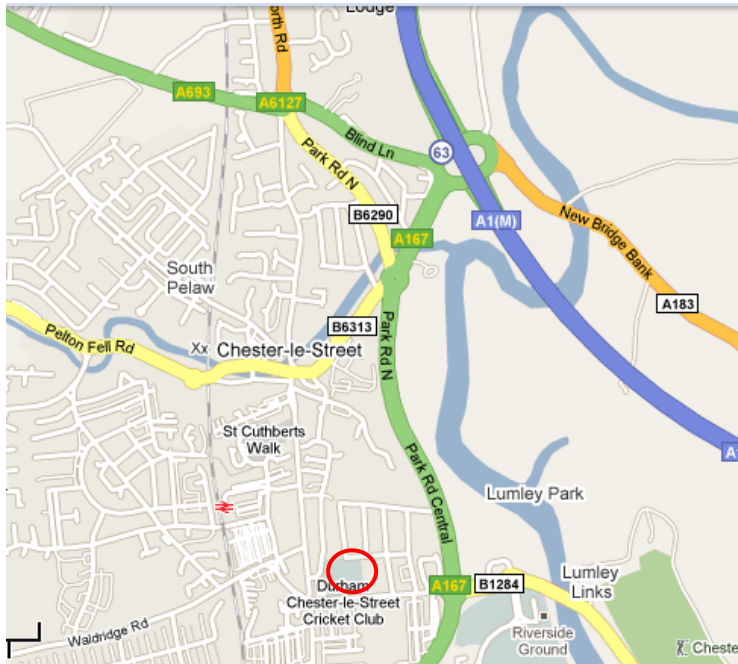 Lodge
orth Rd
A693
A6127
Blind Ln
63
Park Rd N
B6290
A1(M)
New Bridge Bank
A167
South
Pelaw
A183
B6313
Pelton Fell Rd
Xx
Chester-le-Street
Park Rd N
St Cuthberts
Walk
A1
Park Rd Central
Lumley Park
Durham
Chester-le-Street
Cricket Club
A167
B1284
Lumley
Links
Riverside
Ground
Waldridge Rd
Cheste